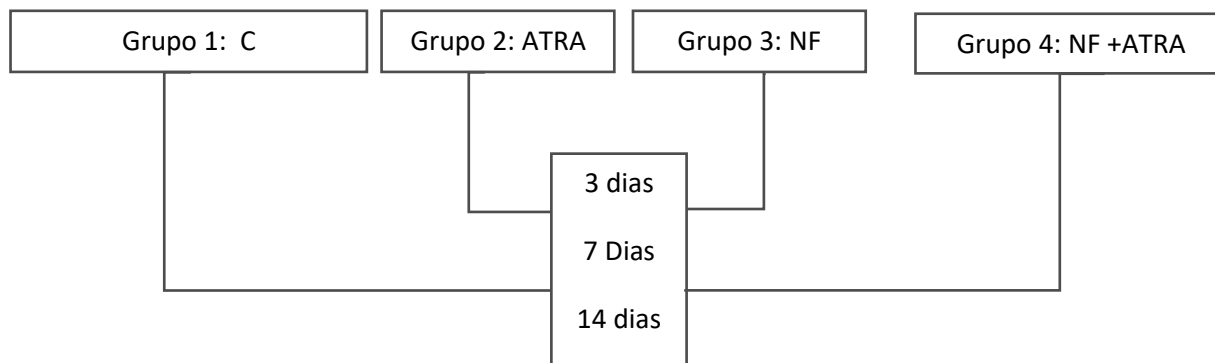 Grupo 1:  C
Grupo 2: ATRA
Grupo 3: NF
Grupo 4: NF +ATRA
3 dias
7 Dias
14 dias